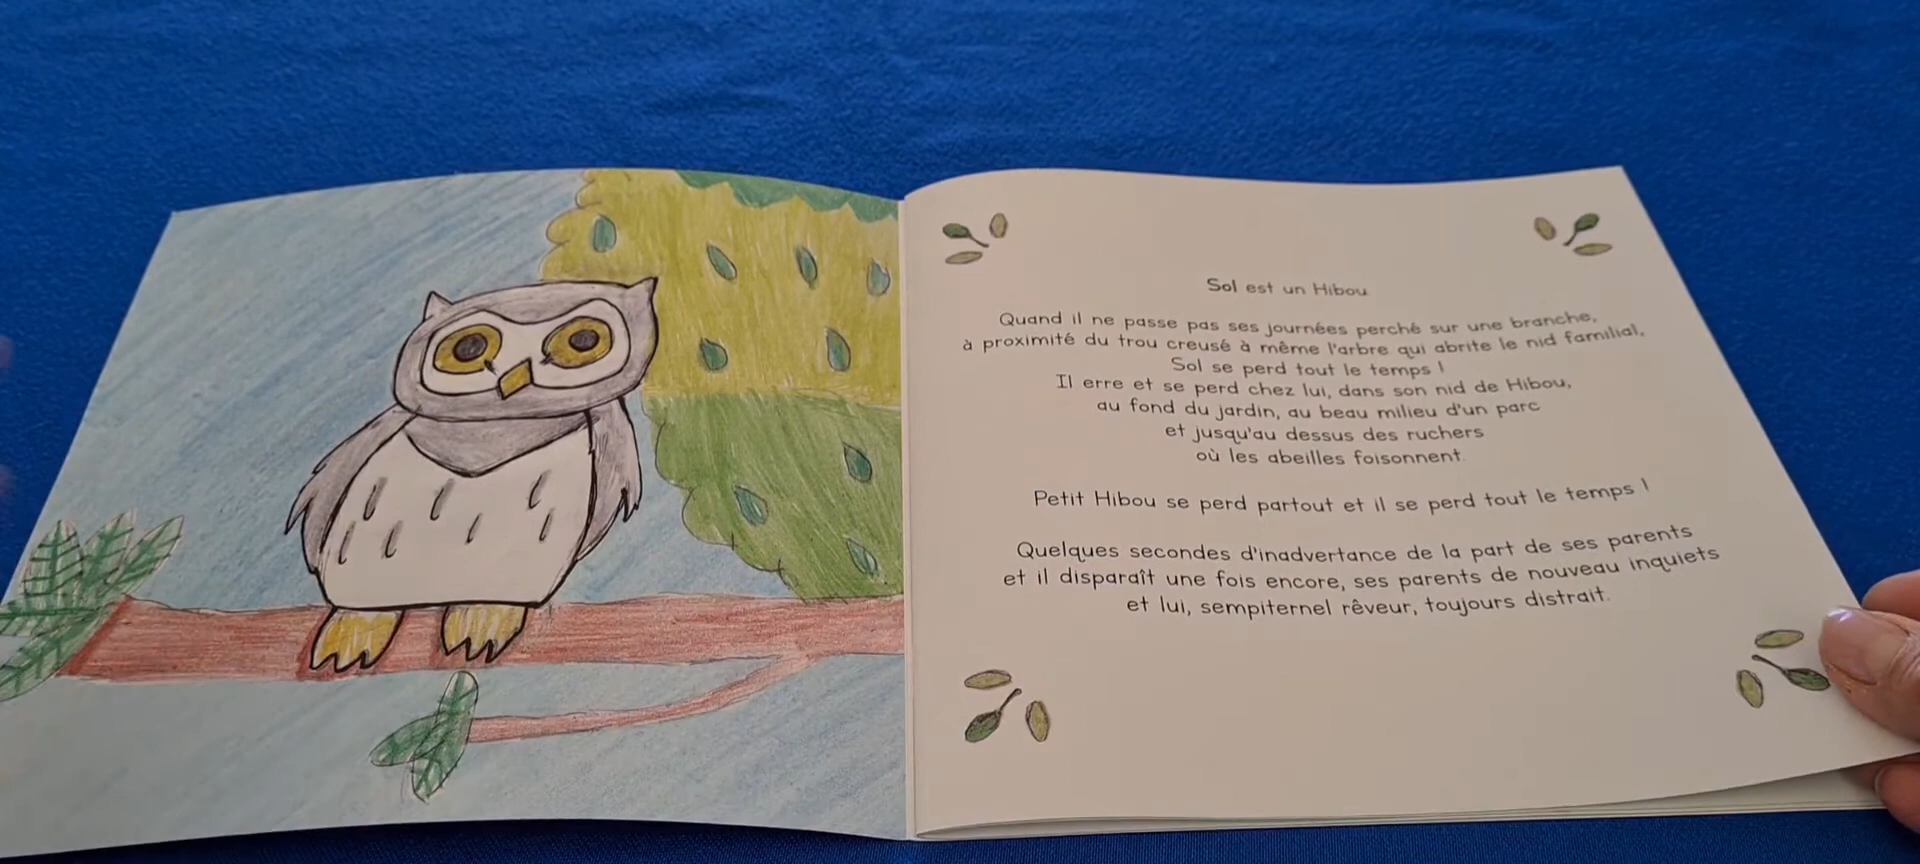 Sol est un Hibou.
Quand il ne passe pas ses journées perché sur une branche,
à proximité du trou creusé à même l'arbre qui abrite le nid familial,
Sol se perd tout le temps !
Il erre et se perd chez lui, dans son nid de Hibou,
au fond du jardin, au beau milieu d'un parc
et jusqu'au dessus des ruchers
où les abeilles foisonnent.
Petit Hibou se perd partout et il se perd tout le temps !
Quelques secondes d'inadvertance de la part de ses parents
et il disparaît une fois encore, ses parents de nouveau inquiets
et lui, sempiternel rêveur, toujours distrait.